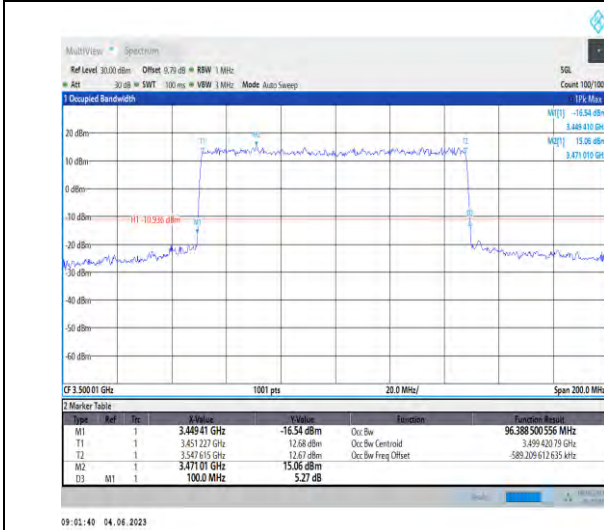 MultiView Spectrum
Ref Level 30.00 dBm Offset 9.79 dB RBW 1 MHz SGL
Att 30 dB SWT 100 ms VBW 3 MHz Mode Auto Sweep Count 100/100
1 Occupied Bandwidth 1Pk Max
M1[1] -16.54 dBm
3.449 410 GHz
M2[1] 15.06 dBm
3.471 010 GHz
20 dBm
T1 M2 T2
10 dBm
0 dBm
-10 dBm
H1 -10.936 dBm M1 D3
-20 dBm
-30 dBm
-40 dBm
-50 dBm
-60 dBm
CF 3.500 01 GHz 1001 pts 20.0 MHz/ Span 200.0 MHz
2 Marker Table
Type Ref Trc X-Value Y-Value Function Function Result
M1 1 3.449 41 GHz -16.54 dBm Occ Bw 96.388 500 556 MHz
T1 1 3.451 227 GHz 12.68 dBm Occ Bw Centroid 3.499 420 79 GHz
T2 1 3.547 615 GHz 12.67 dBm Occ Bw Freq Offset -589.209 612 635 kHz
M2 1 3.471 01 GHz 15.06 dBm
D3 M1 1 100.0 MHz 5.27 dB
Ready
09:01:40 04.06.2023